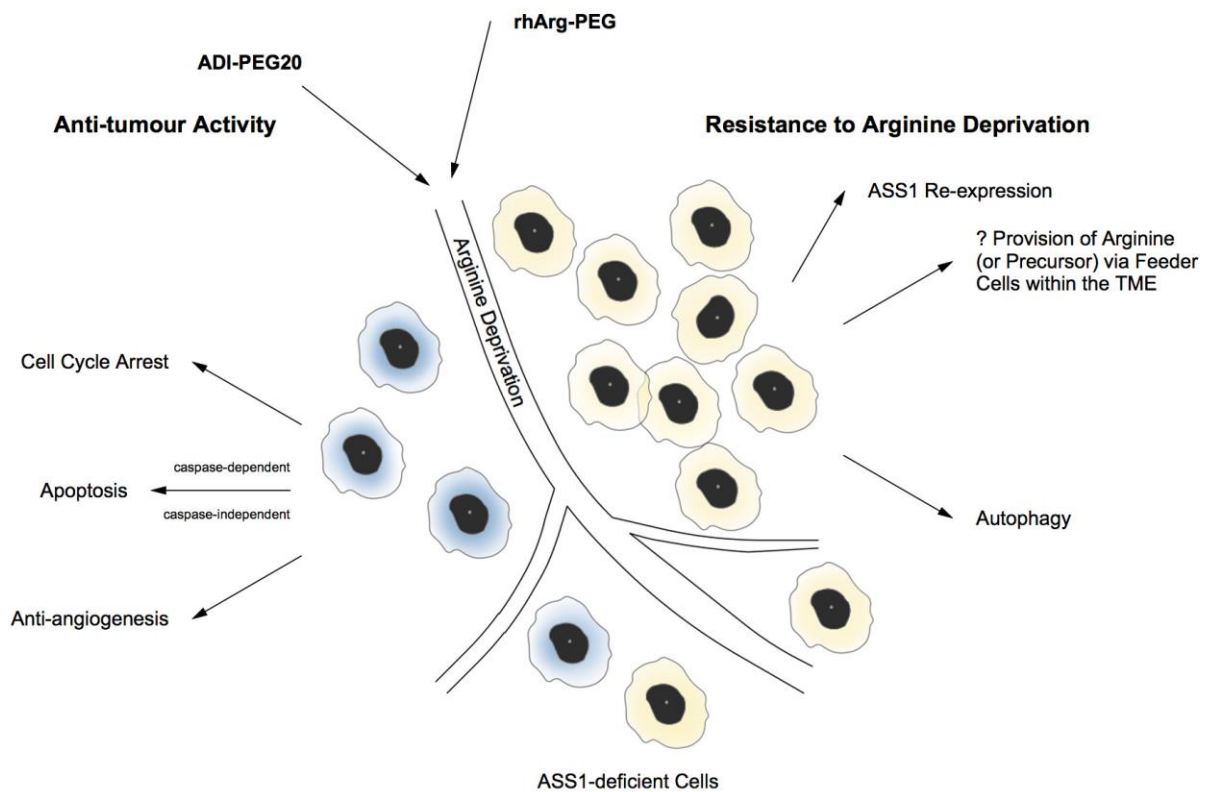 rhArg-PEG
ADI-PEG20
Anti-tumour Activity
Resistance to Arginine Deprivation
ASS1 Re-expression
? Provision of Arginine
(or Precursor) via Feeder
Cells within the TME
Arginine Deprivation
Cell Cycle Arrest
caspase-dependent
Apoptosis
caspase-independent
Autophagy
Anti-angiogenesis
ASS1-deficient Cells